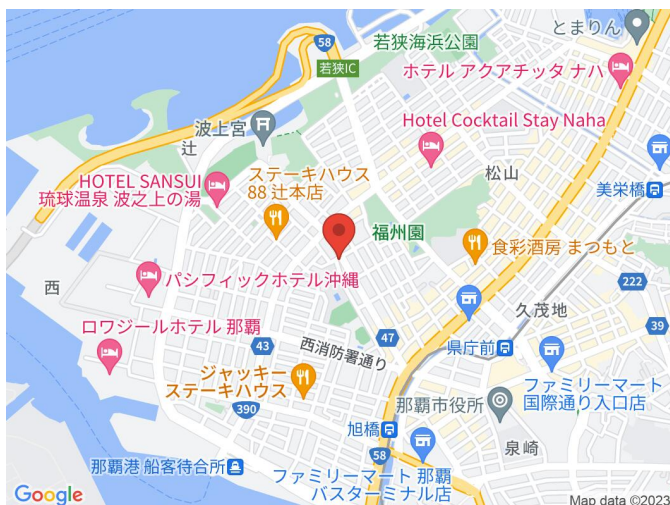 とまりん
58
若狭海浜公園
若狭IC
ホテル アクアチッタ ナハ
波上宮
辻
Hotel Cocktail Stay Naha
松山
HOTEL SANSUI
琉球温泉 波之上の湯
ステーキハウス
88 辻本店
美栄橋
福州園
食彩酒房 まつもと
西
パシフィックホテル沖縄
222
久茂地
ロワジールホテル 那覇
43
西消防署通り
47
39
県庁前
ジャッキー
ステーキハウス
ファミリーマート
国際通り入口店
390
那覇市役所
旭橋
泉崎
58
那覇港 船客待合所
ファミリーマート 那覇
バスターミナル店
Google
Map data ©2023